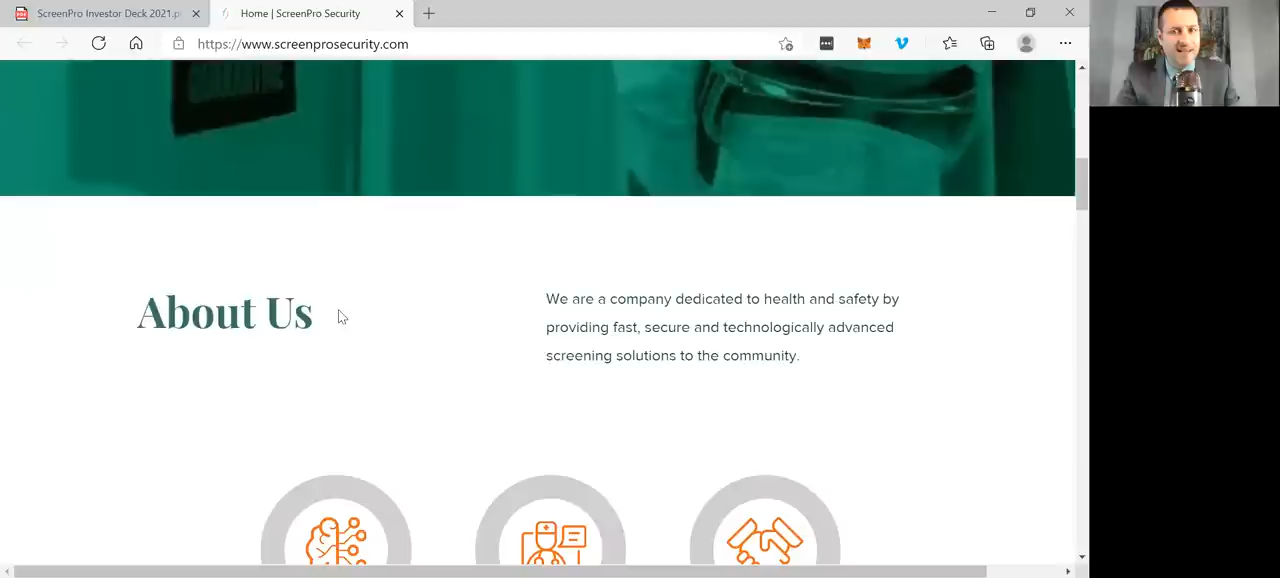 ScreenPro Investor Deck 2021.p
Home | ScreenPro Security
https://www.screenprosecurity.com
About Us
We are a company dedicated to health and safety by
providing fast, secure and technologically advanced
screening solutions to the community.